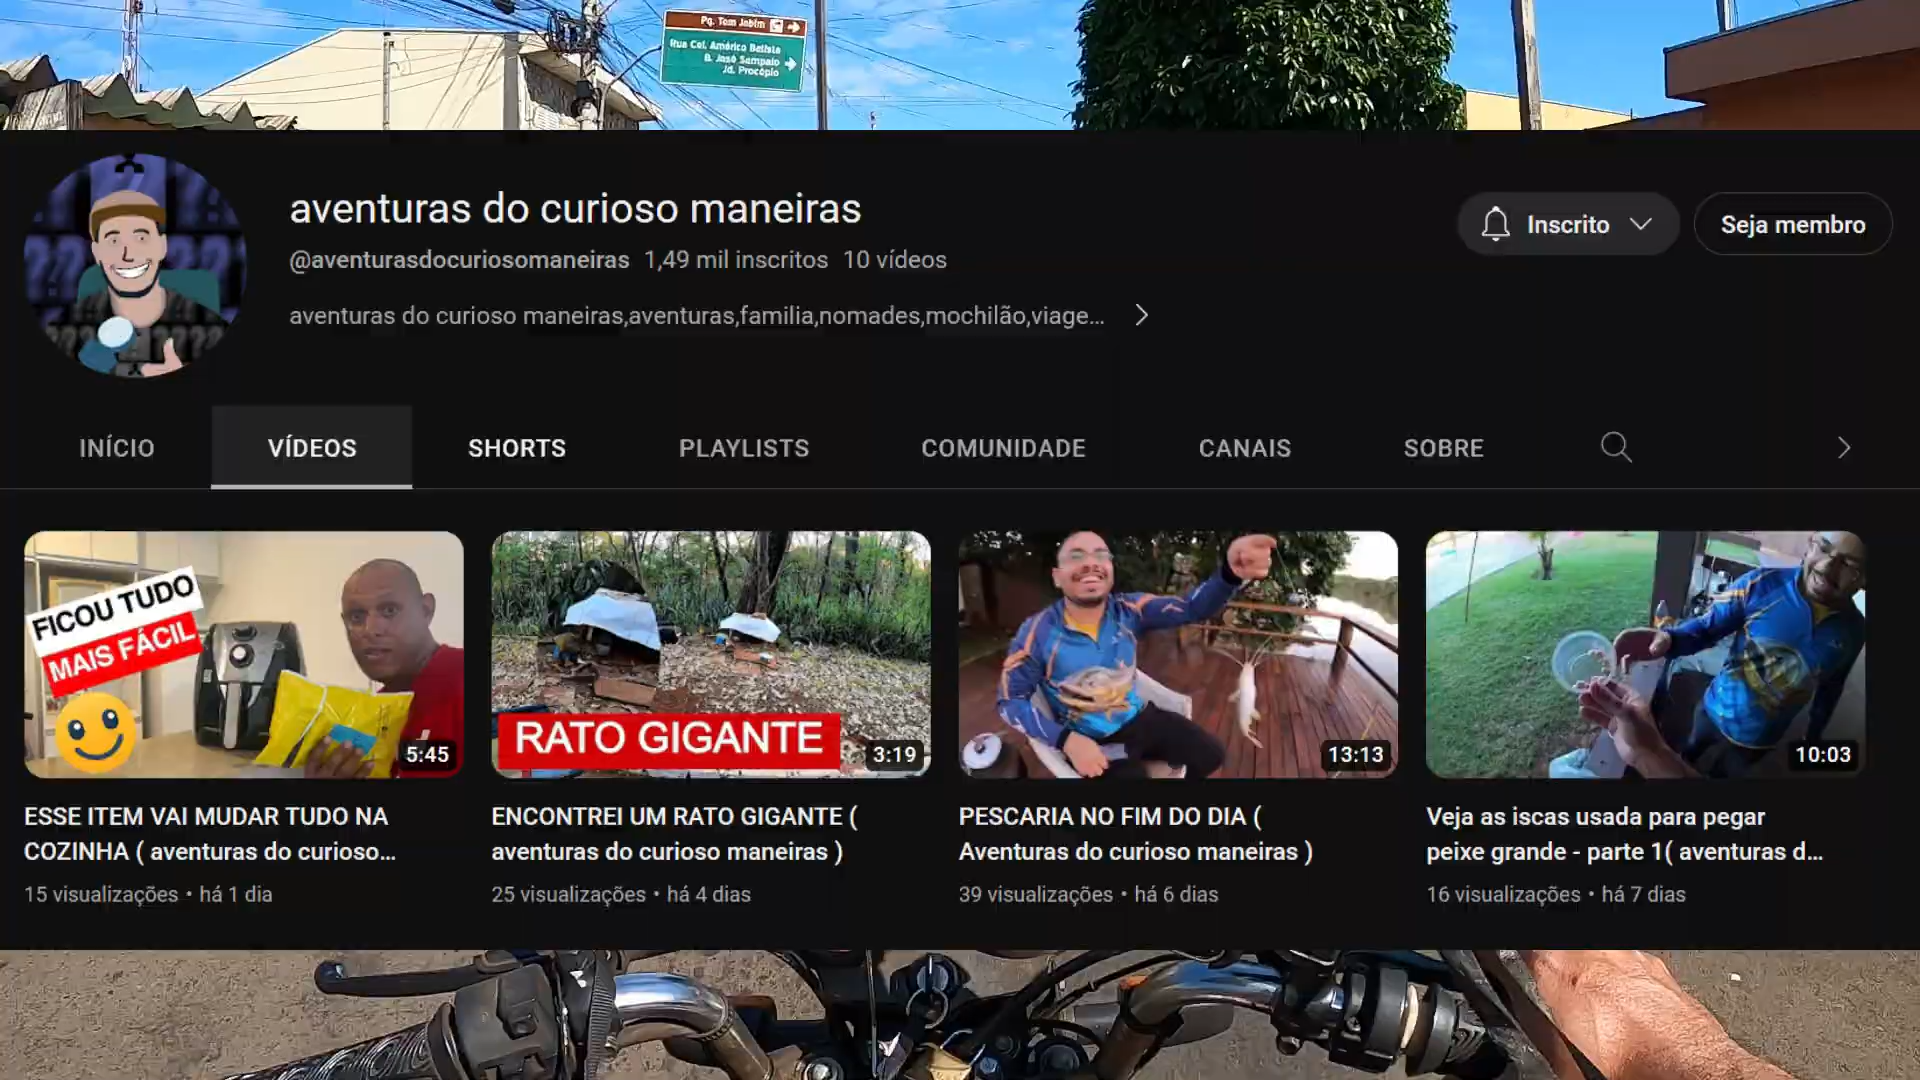 Pq. Tom Jobim
Rua Cel. Américo Batista
B. José Sampaio
Jd. Procópio
aventuras do curioso maneiras
@aventurasdocuriosomaneiras 1,49 mil inscritos 10 vídeos
aventuras do curioso maneiras,aventuras,familia,nomades,mochilão,viage...
Inscrito
Seja membro
INÍCIO
VÍDEOS
SHORTS
PLAYLISTS
COMUNIDADE
CANAIS
SOBRE
FICOU TUDO
MAIS FÁCIL
5:45
RATO GIGANTE
3:19
13:13
10:03
ESSE ITEM VAI MUDAR TUDO NA
COZINHA ( aventuras do curioso...
15 visualizações • há 1 dia
ENCONTREI UM RATO GIGANTE (
aventuras do curioso maneiras )
25 visualizações • há 4 dias
PESCARIA NO FIM DO DIA (
Aventuras do curioso maneiras )
39 visualizações • há 6 dias
Veja as iscas usada para pegar
peixe grande - parte 1( aventuras d...
16 visualizações • há 7 dias